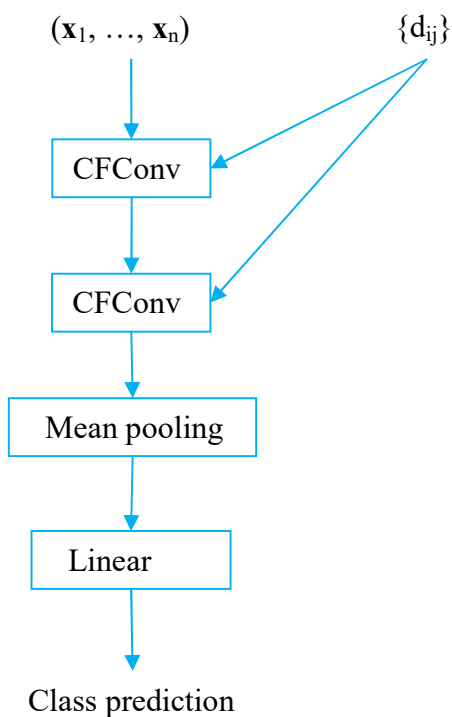 (x₁, …, xₙ) {dᵢⱼ}
CFConv
CFConv
Mean pooling
Linear
Class prediction